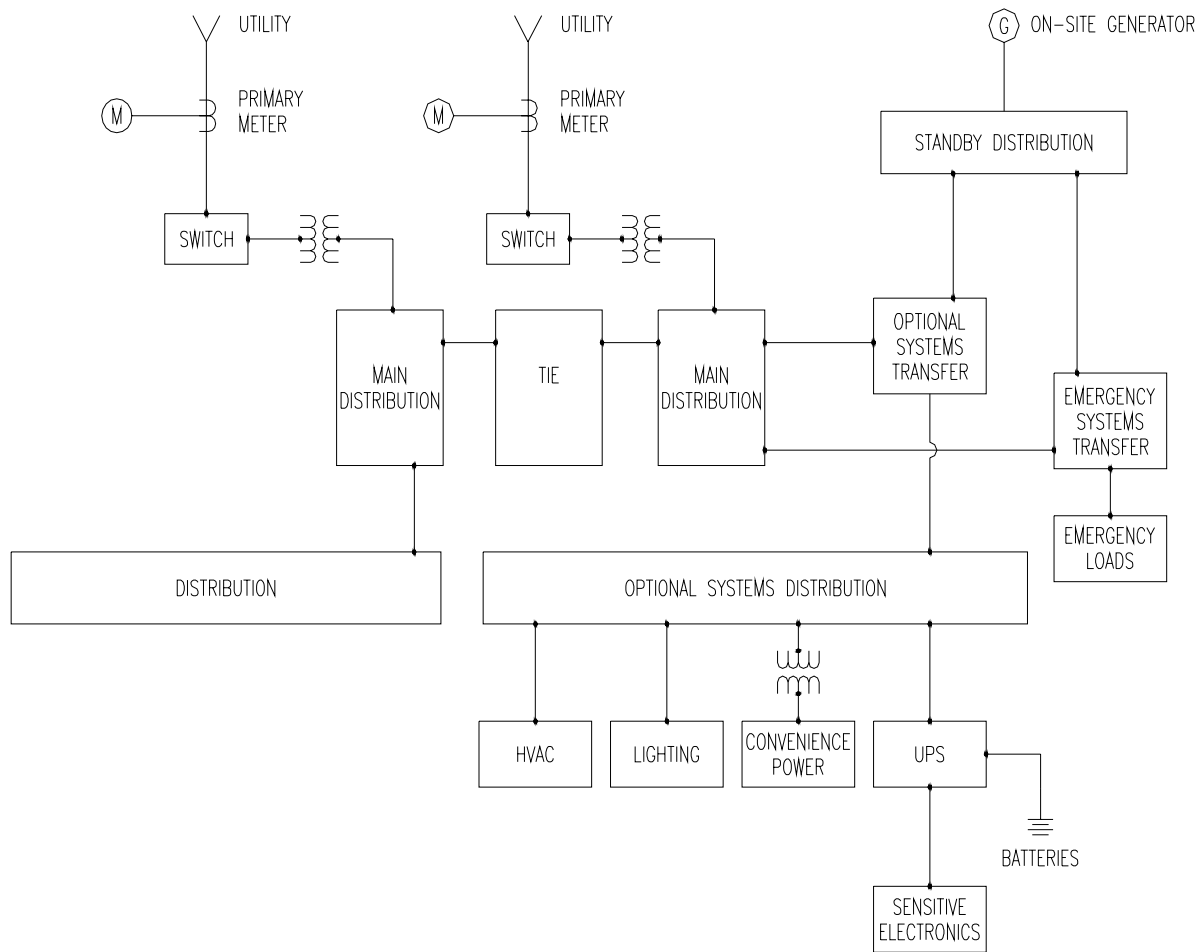 UTILITY
UTILITY
G
ON-SITE GENERATOR
M
PRIMARY
METER
M
PRIMARY
METER
STANDBY DISTRIBUTION
SWITCH
SWITCH
OPTIONAL
SYSTEMS
TRANSFER
MAIN
DISTRIBUTION
TIE
MAIN
DISTRIBUTION
EMERGENCY
SYSTEMS
TRANSFER
EMERGENCY
LOADS
DISTRIBUTION
OPTIONAL SYSTEMS DISTRIBUTION
HVAC
LIGHTING
CONVENIENCE
POWER
UPS
BATTERIES
SENSITIVE
ELECTRONICS